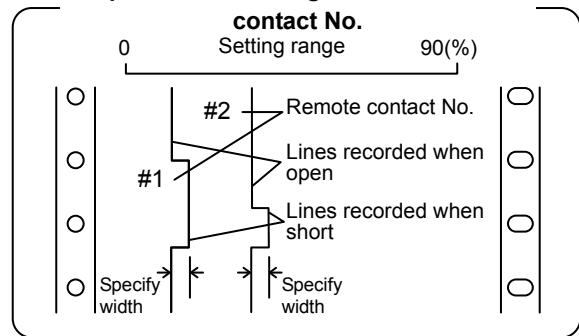 contact No.
Setting range
0
90(%)
#2
Remote contact No.
Lines recorded when
open
#1
Lines recorded when
short
Specify
width
Specify
width